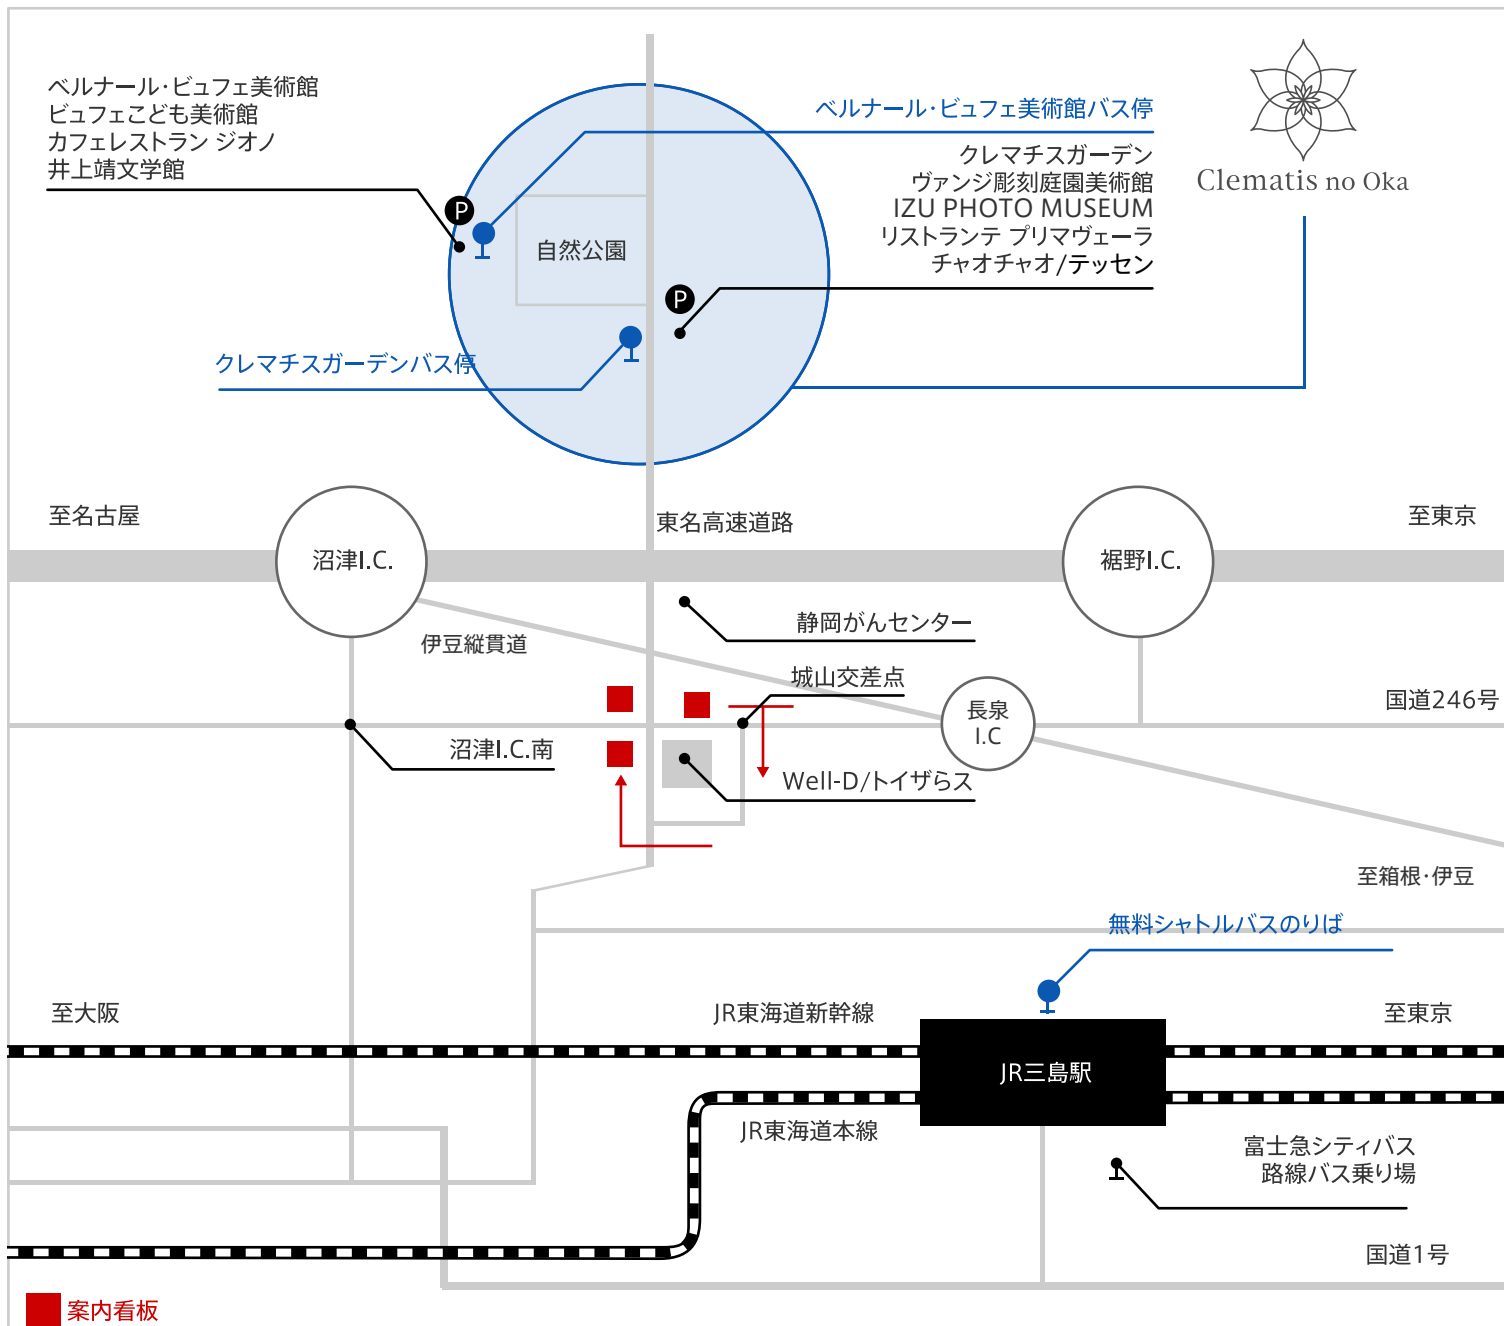 ベルナール・ビュフェ美術館
ビュフェこども美術館
カフェレストラン ジオノ
井上靖文学館
ベルナール・ビュフェ美術館バス停
クレマチスガーデン
ヴァンジ彫刻庭園美術館
IZU PHOTO MUSEUM
リストランテ プリマヴェーラ
チャオチャオ/テッセン
Clematis no Oka
P
自然公園
P
クレマチスガーデンバス停
至名古屋
東名高速道路
至東京
沼津I.C.
裾野I.C.
静岡がんセンター
伊豆縦貫道
城山交差点
国道246号
長泉
I.C
沼津I.C.南
Well-D/トイザらス
至箱根・伊豆
無料シャトルバスのりば
至大阪
JR東海道新幹線
至東京
JR三島駅
JR東海道本線
富士急シティバス
路線バス乗り場
国道1号
案内看板